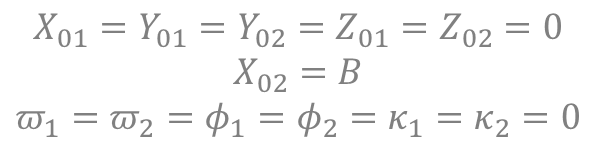 X₀₁ = Y₀₁ = Y₀₂ = Z₀₁ = Z₀₂ = 0
X₀₂ = B
ϖ₁ = ϖ₂ = ϕ₁ = ϕ₂ = κ₁ = κ₂ = 0